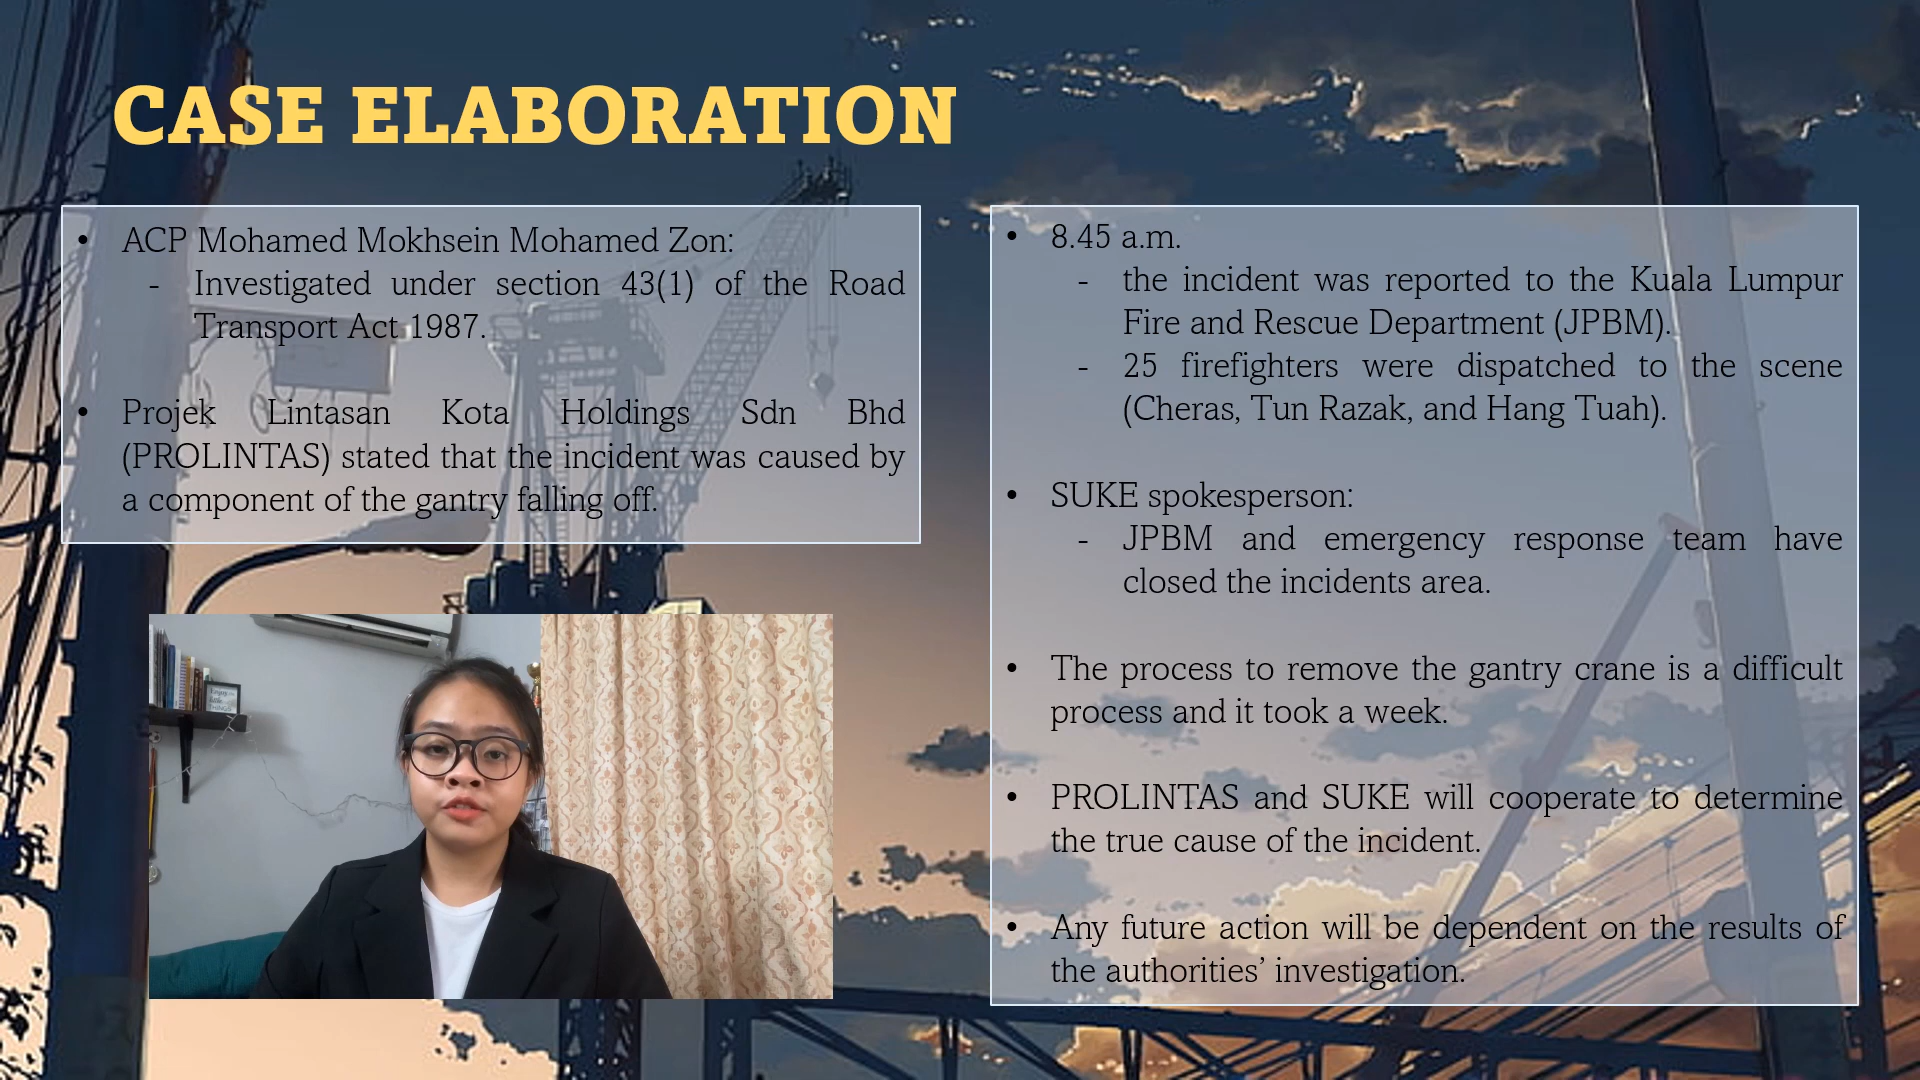 CASE ELABORATION
• ACP Mohamed Mokhsein Mohamed Zon:
- Investigated under section 43(1) of the Road
Transport Act 1987.
• Projek Lintasan Kota Holdings Sdn Bhd
(PROLINTAS) stated that the incident was caused by
a component of the gantry falling off.
• 8.45 a.m.
- the incident was reported to the Kuala Lumpur
Fire and Rescue Department (JPBM).
- 25 firefighters were dispatched to the scene
(Cheras, Tun Razak, and Hang Tuah).
• SUKE spokesperson:
- JPBM and emergency response team have
closed the incidents area.
• The process to remove the gantry crane is a difficult
process and it took a week.
• PROLINTAS and SUKE will cooperate to determine
the true cause of the incident.
• Any future action will be dependent on the results of
the authorities’ investigation.